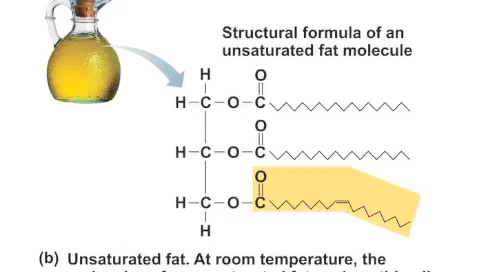 Structural formula of an
unsaturated fat molecule
H O
H–C–O–C
O
H–C–O–C
O
H–C–O–C
H
(b) Unsaturated fat. At room temperature, the